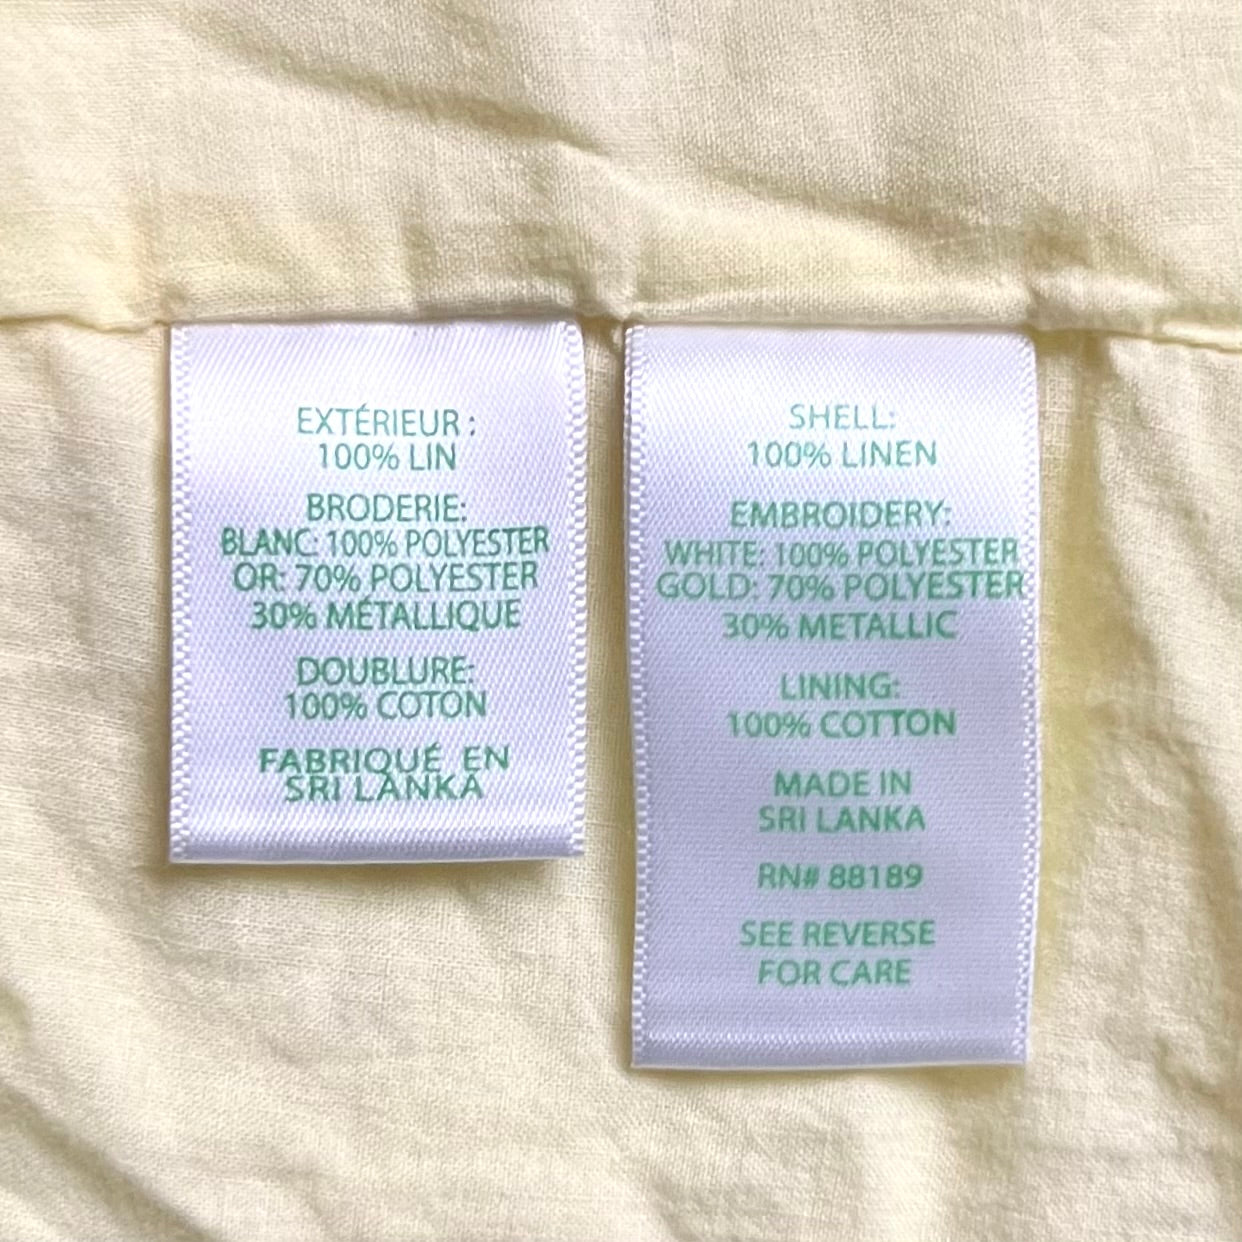 EXTÉRIEUR :
100% LIN
BRODERIE:
BLANC: 100% POLYESTER
OR: 70% POLYESTER
30% MÉTALLIQUE
DOUBLURE:
100% COTON
FABRIQUÉ EN
SRI LANKA
SHELL:
100% LINEN
EMBROIDERY:
WHITE: 100% POLYESTER
GOLD: 70% POLYESTER
30% METALLIC
LINING:
100% COTTON
MADE IN
SRI LANKA
RN# 88189
SEE REVERSE
FOR CARE